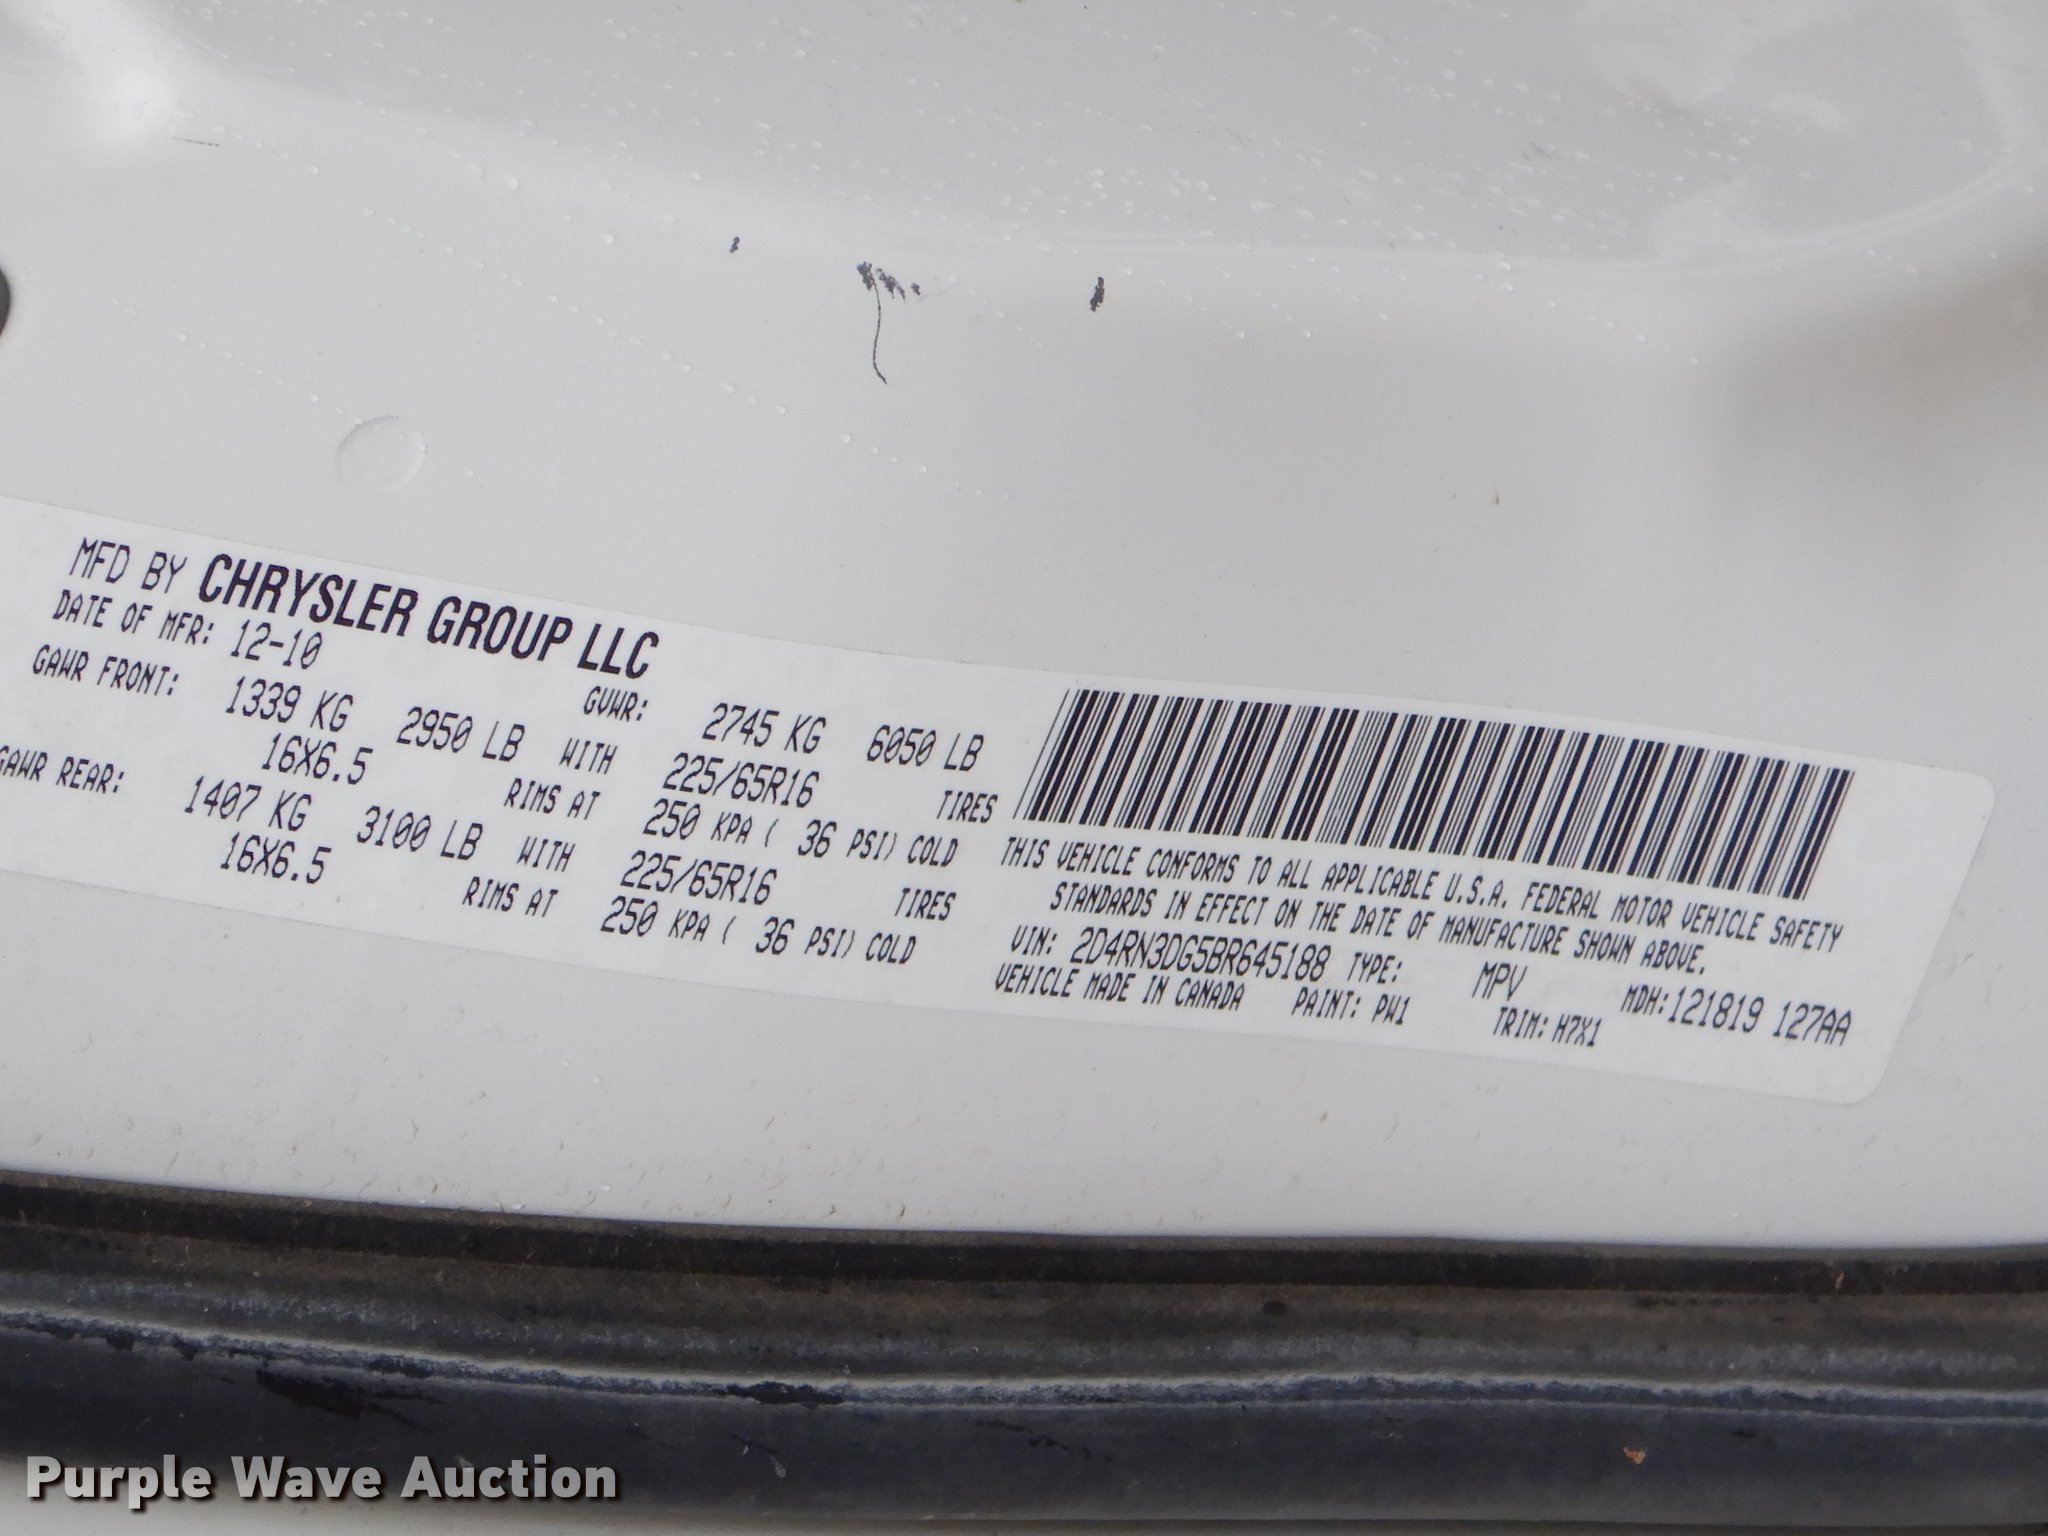 MFD BY CHRYSLER GROUP LLC
DATE OF MFR: 12-10 GVWR: 2745 KG 6050 LB
GAWR FRONT: 1339 KG 2950 LB WITH 225/65R16 TIRES
16X6.5 RIMS AT 250 KPA ( 36 PSI) COLD
GAWR REAR: 1407 KG 3100 LB WITH 225/65R16 TIRES
16X6.5 RIMS AT 250 KPA ( 36 PSI) COLD
THIS VEHICLE CONFORMS TO ALL APPLICABLE U.S.A. FEDERAL MOTOR VEHICLE SAFETY
STANDARDS IN EFFECT ON THE DATE OF MANUFACTURE SHOWN ABOVE.
VIN: 2D4RN3DG5BR645188 TYPE: MPV MDH:121819 127AA
VEHICLE MADE IN CANADA PAINT: PW1 TRIM: H7X1
Purple Wave Auction